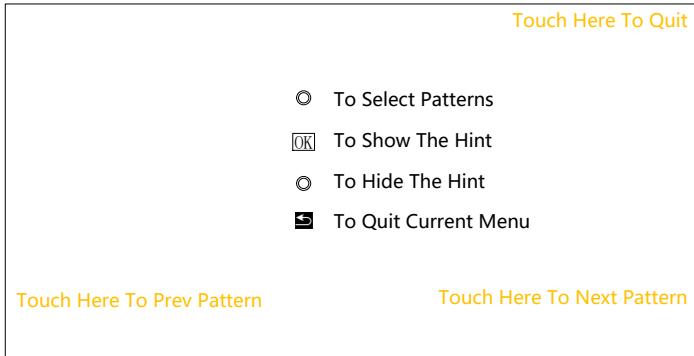 Touch Here To Quit
◎ To Select Patterns
OK To Show The Hint
◎ To Hide The Hint
To Quit Current Menu
Touch Here To Prev Pattern
Touch Here To Next Pattern